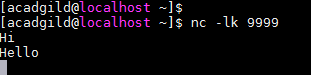 [acadgild@localhost ~]$
[acadgild@localhost ~]$ nc -lk 9999
Hi
Hello